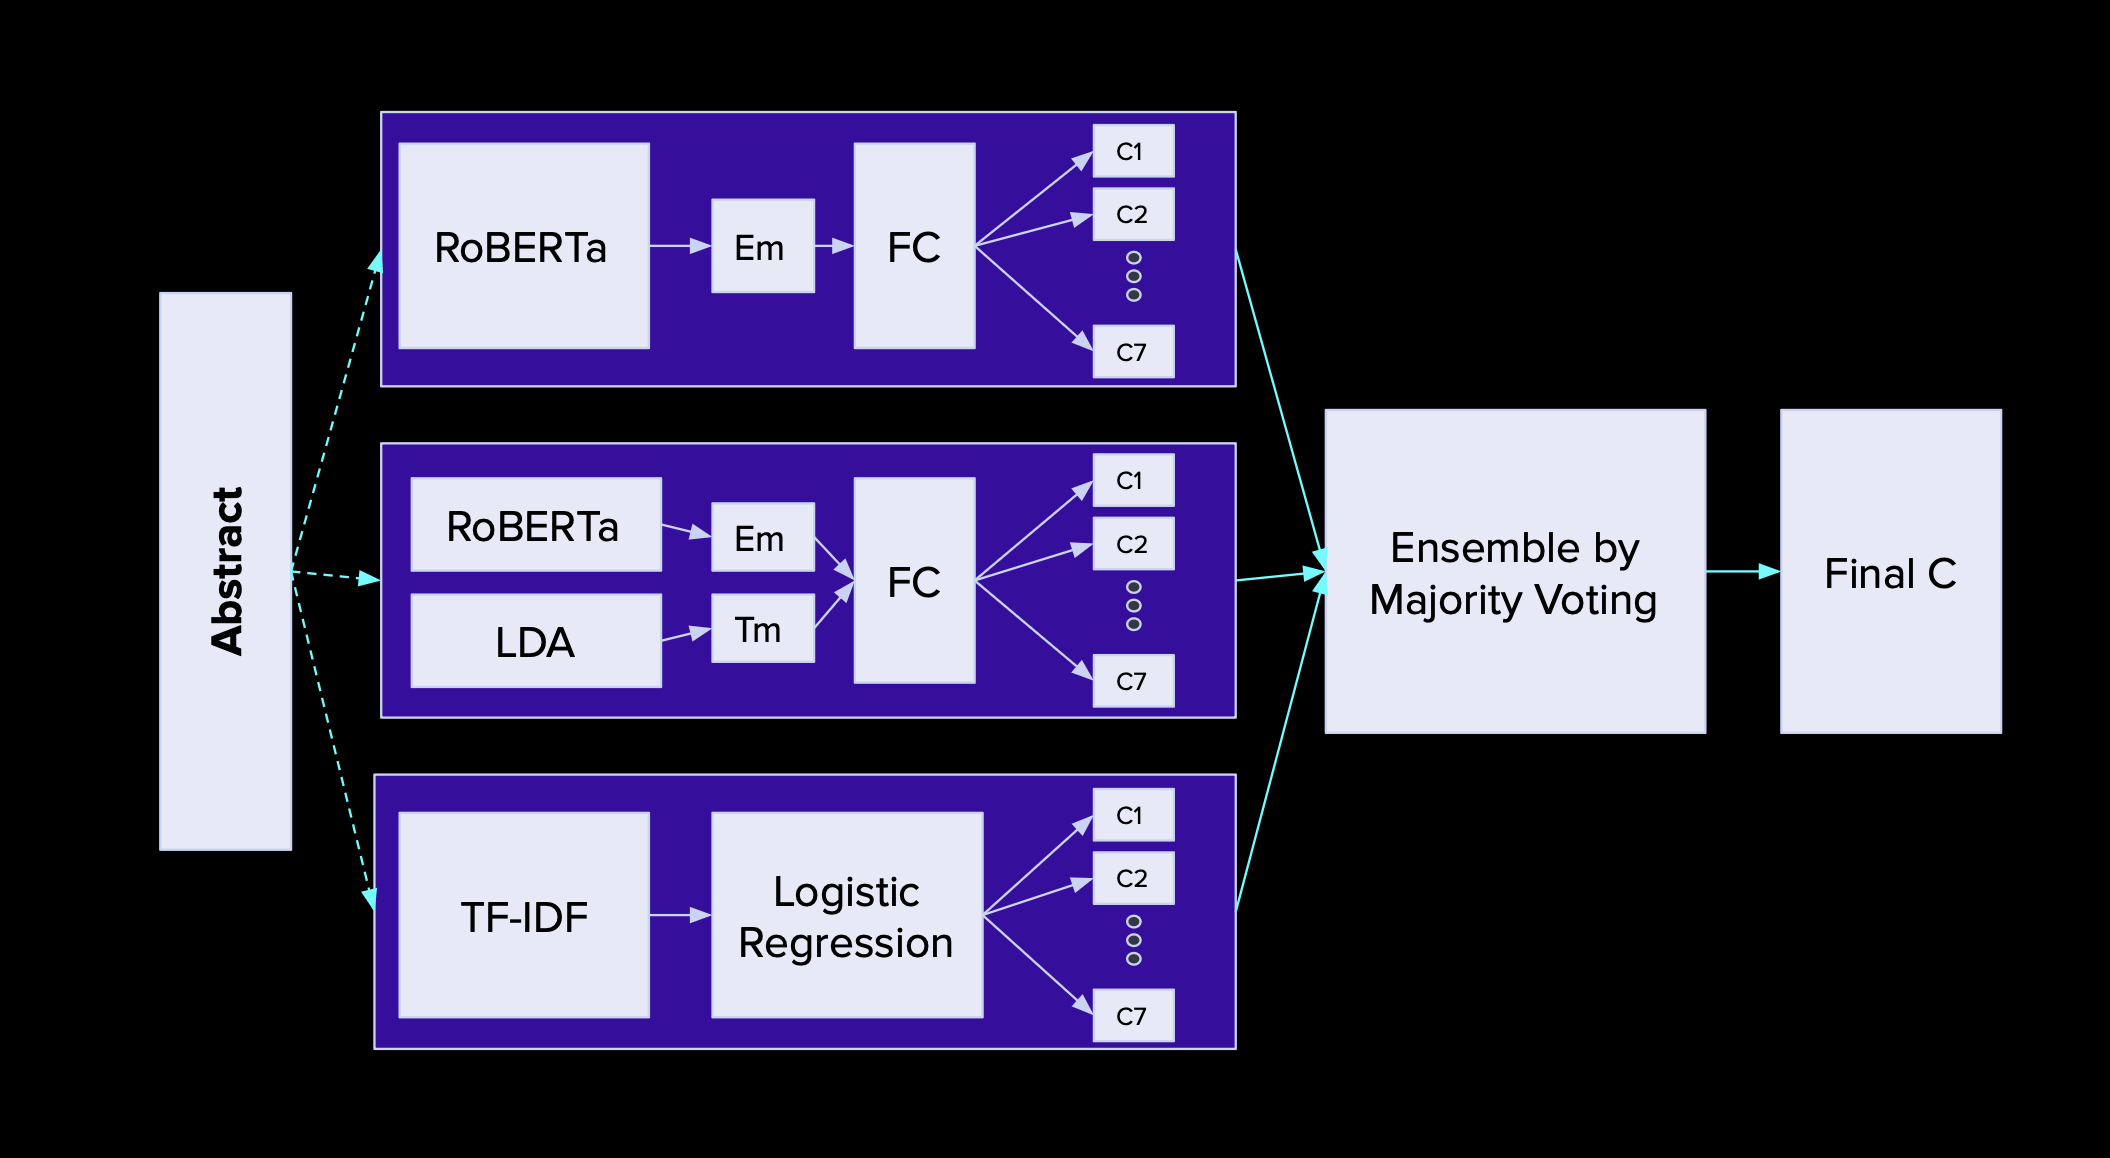 Abstract
RoBERTa
Em
FC
C1
C2
C7
RoBERTa
LDA
Em
Tm
FC
C1
C2
C7
TF-IDF
Logistic
Regression
C1
C2
C7
Ensemble by
Majority Voting
Final C